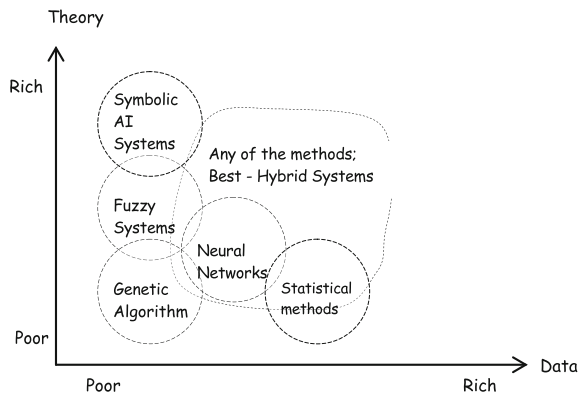 Theory
Rich
Symbolic
AI
Systems
Any of the methods;
Best - Hybrid Systems
Fuzzy
Systems
Neural
Networks
Genetic
Algorithm
Statistical
methods
Poor
Data
Poor
Rich